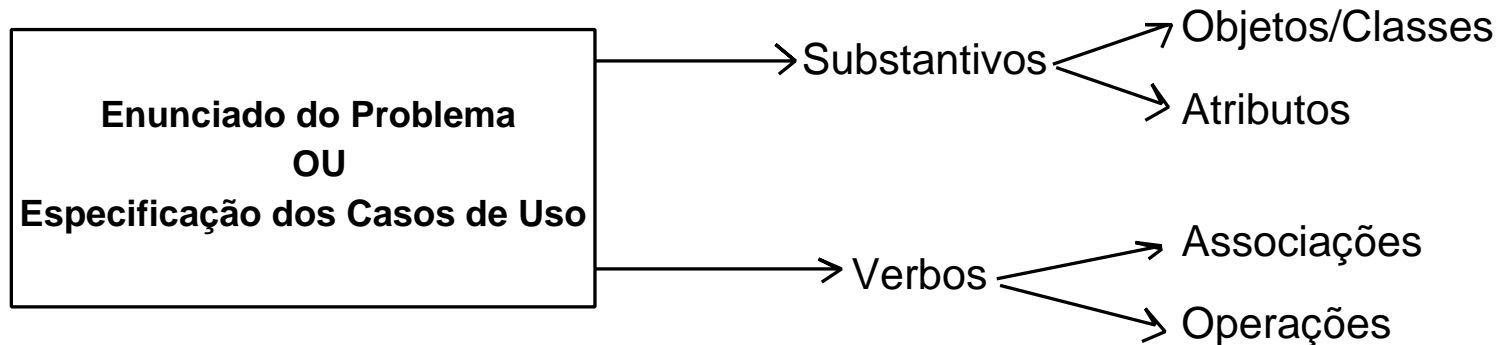 Enunciado do Problema
OU
Especificação dos Casos de Uso
Substantivos
Objetos/Classes
Atributos
Verbos
Associações
Operações